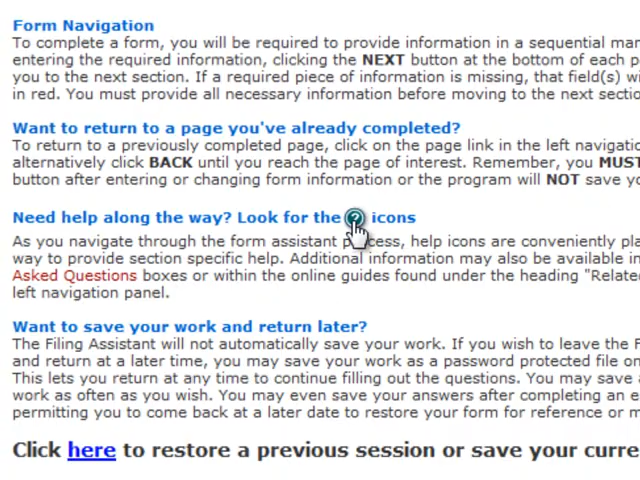 Form Navigation
To complete a form, you will be required to provide information in a sequential
entering the required information, clicking the NEXT button at the bottom of each
you to the next section. If a required piece of information is missing, that field(s)
in red. You must provide all necessary information before moving to the next
Want to return to a page you've already completed?
To return to a previously completed page, click on the page link in the left
alternatively click BACK until you reach the page of interest. Remember, you MUST
button after entering or changing form information or the program will NOT save
Need help along the way? Look for the ? icons
As you navigate through the form assistant process, help icons are conveniently
way to provide section specific help. Additional information may also be available in
Asked Questions boxes or within the online guides found under the heading "Related
left navigation panel.
Want to save your work and return later?
The Filing Assistant will not automatically save your work. If you wish to leave the F
and return at a later time, you may save your work as a password protected file on
This lets you return at any time to continue filling out the questions. You may save
work as often as you wish. You may even save your answers after completing an
permitting you to come back at a later date to restore your form for reference or
Click here to restore a previous session or save your